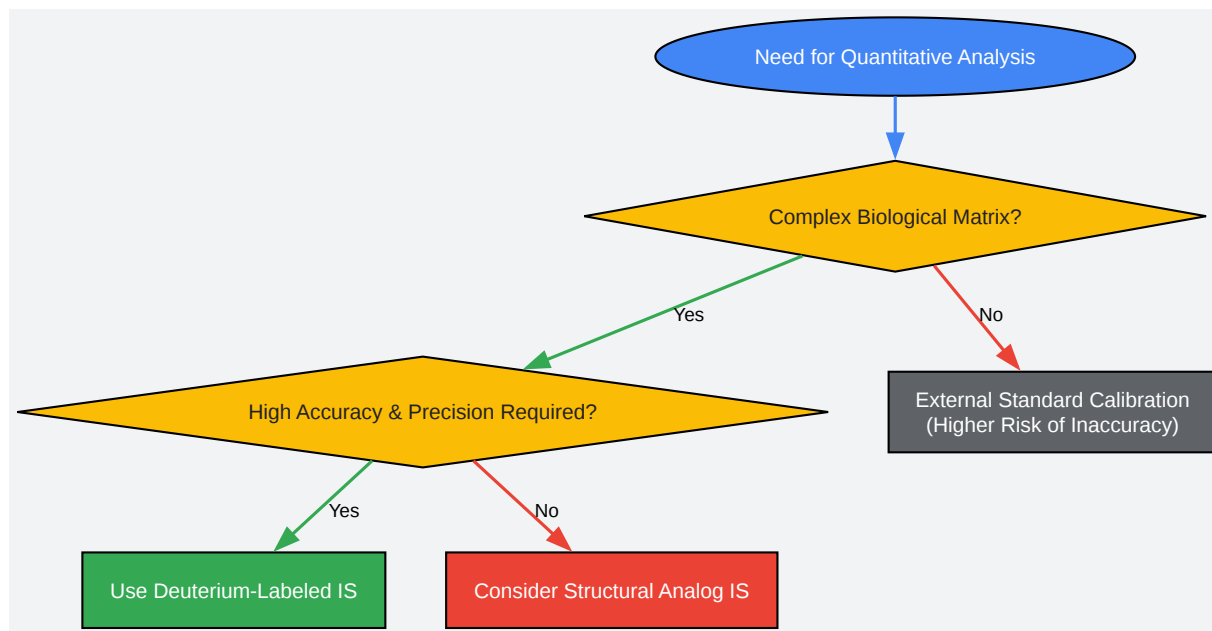 Need for Quantitative Analysis
Complex Biological Matrix?
Yes
No
High Accuracy & Precision Required?
External Standard Calibration
(Higher Risk of Inaccuracy)
Yes
No
Use Deuterium-Labeled IS
Consider Structural Analog IS